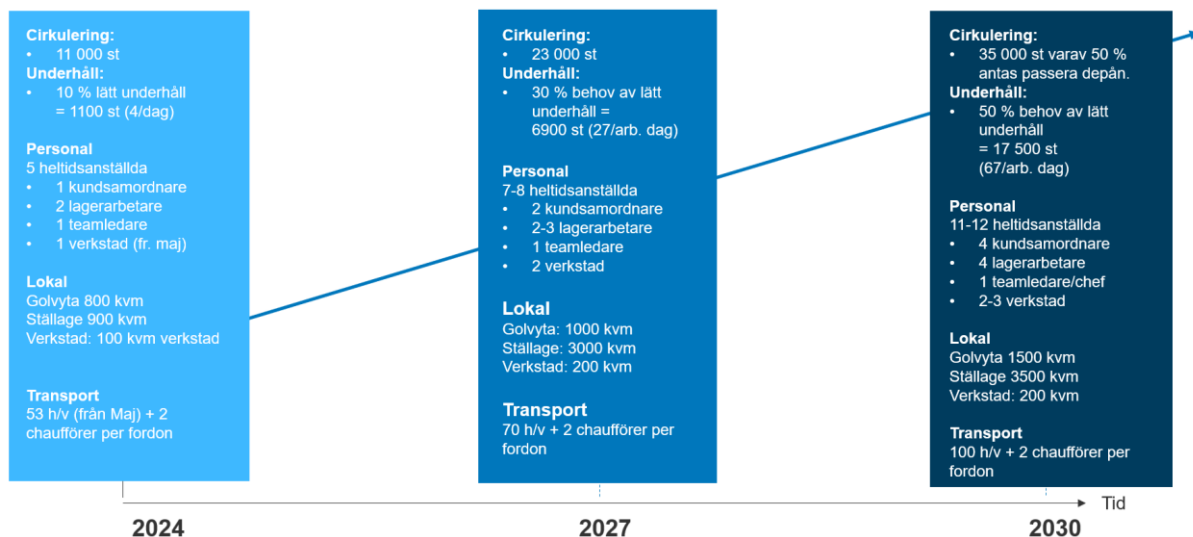 Cirkulering:
• 11 000 st
Underhåll:
• 10 % lätt underhåll
= 1100 st (4/dag)
Personal
5 heltidsanställda
• 1 kundsamordnare
• 2 lagerarbetare
• 1 teamledare
• 1 verkstad (fr. maj)
Lokal
Golvyta 800 kvm
Ställage 900 kvm
Verkstad: 100 kvm verkstad
Transport
53 h/v (från Maj) + 2
chaufförer per fordon
Cirkulering:
• 23 000 st
Underhåll:
• 30 % behov av lätt
underhåll =
6900 st (27/arb. dag)
Personal
7-8 heltidsanställda
• 2 kundsamordnare
• 2-3 lagerarbetare
• 1 teamledare
• 2 verkstad
Lokal
Golvyta: 1000 kvm
Ställage: 3000 kvm
Verkstad: 200 kvm
Transport
70 h/v + 2 chaufförer per
fordon
Cirkulering:
• 35 000 st varav 50 %
antas passera depån.
Underhåll:
• 50 % behov av lätt
underhåll
= 17 500 st
(67/arb. dag)
Personal
11-12 heltidsanställda
• 4 kundsamordnare
• 4 lagerarbetare
• 1 teamledare/chef
• 2-3 verkstad
Lokal
Golvyta 1500 kvm
Ställage 3500 kvm
Verkstad: 200 kvm
Transport
100 h/v + 2 chaufförer per
fordon
Tid
2024
2027
2030